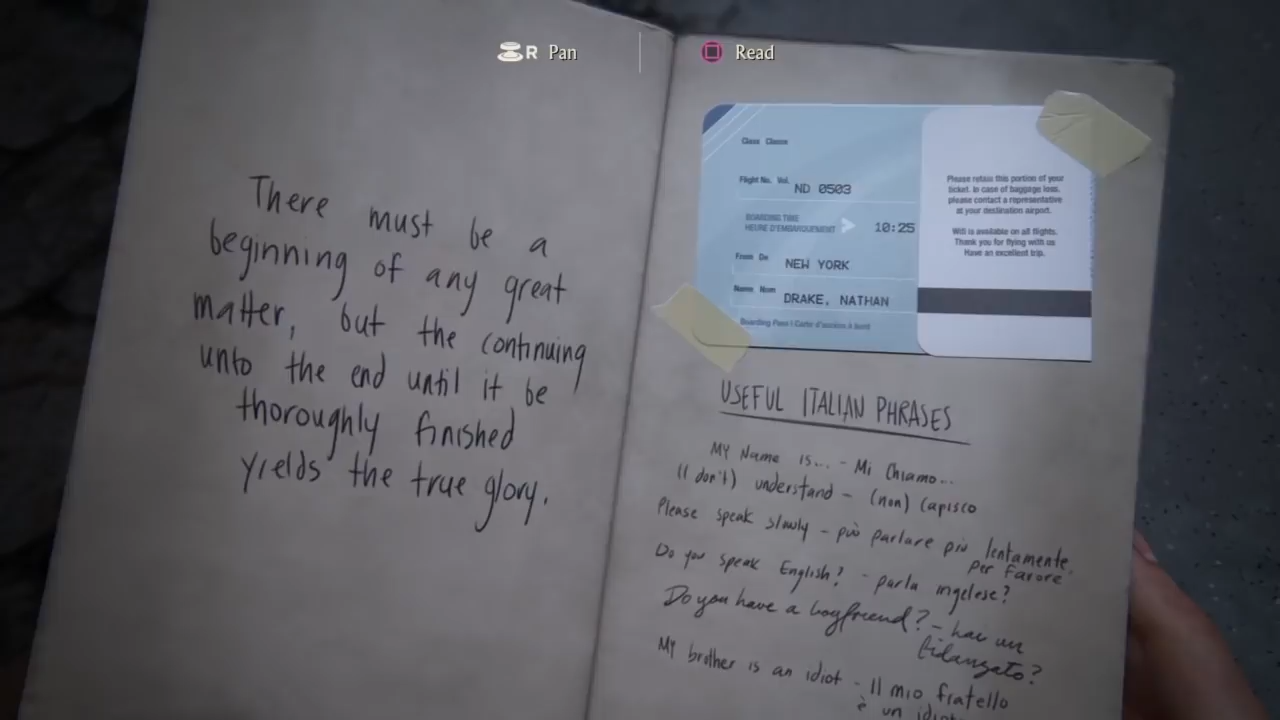 R Pan
Read
There must be a
beginning of any great
matter, but the continuing
unto the end until it be
thoroughly finished
yields the true glory.
Class Classe
Flight No. Vol. ND 0503
BOARDING TIME
HEURE D'EMBARQUEMENT 10:25
From De NEW YORK
Name Nom DRAKE, NATHAN
Boarding Pass | Carte d'accession à bord
Please retain this portion of your
ticket. In case of baggage loss,
please contact a representative
at your destination airport.
Wifi is available on all flights.
Thank you for flying with us
Have an excellent trip.
USEFUL ITALIAN PHRASES
My Name is... - Mi Chiamo...
(I don't) understand - (non) capisco
Please speak slowly - può parlare più lentamente
per favore
Do you speak English? - parla inglese?
Do you have a boyfriend? - hai un
fidanzato?
My brother is an idiot - Il mio fratello
è un idiota